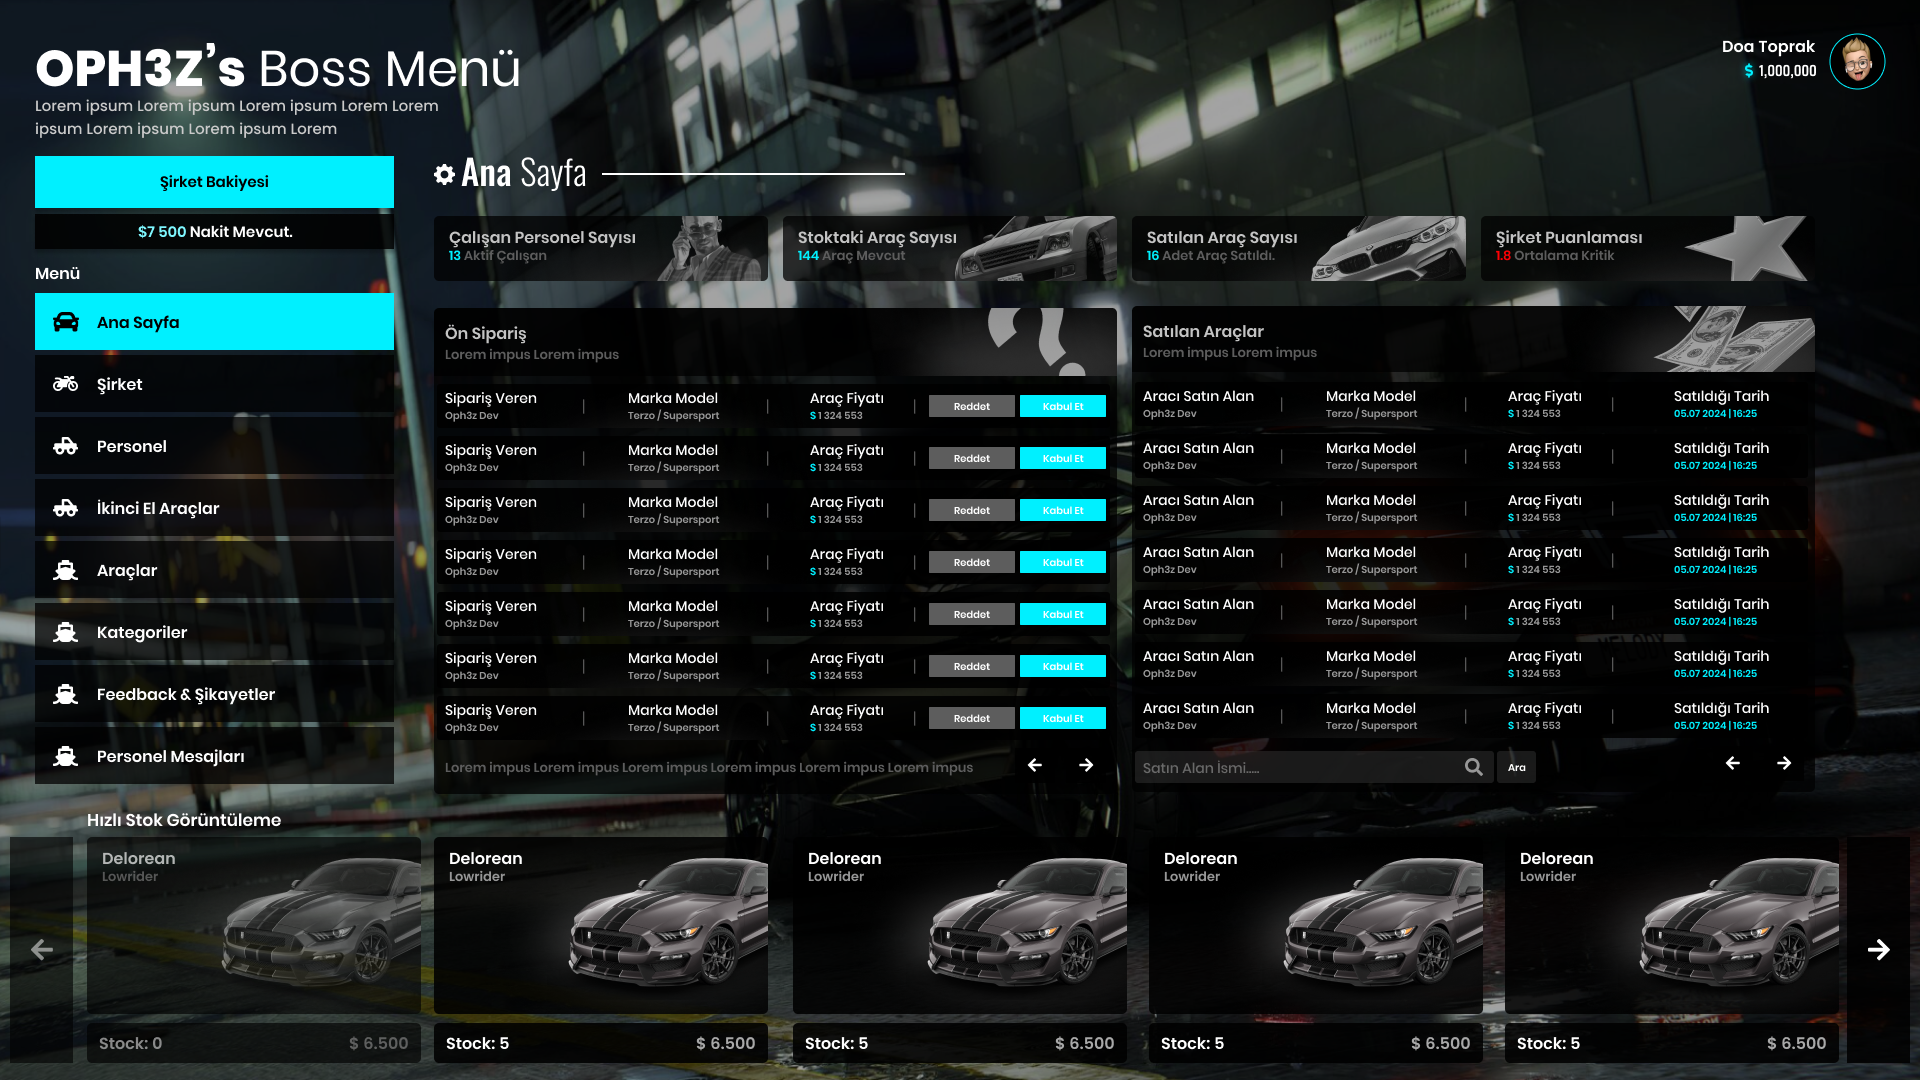 OPH3Z’s Boss Menü
Lorem ipsum Lorem ipsum Lorem ipsum Lorem Lorem
ipsum Lorem ipsum Lorem ipsum Lorem
Doa Toprak
$ 1,000,000
Şirket Bakiyesi
$7 500 Nakit Mevcut.
Menü
Ana Sayfa
Şirket
Personel
İkinci El Araçlar
Araçlar
Kategoriler
Feedback & Şikayetler
Personel Mesajları
Ana Sayfa
Çalışan Personel Sayısı
13 Aktif Çalışan
Stoktaki Araç Sayısı
144 Araç Mevcut
Satılan Araç Sayısı
16 Adet Araç Satıldı.
Şirket Puanlaması
1.8 Ortalama Kritik
Ön Sipariş
Lorem impus Lorem impus
Sipariş Veren | Marka Model | Araç Fiyatı | Reddet Kabul Et
Oph3z Dev Terzo / Supersport $ 1 324 553
Sipariş Veren | Marka Model | Araç Fiyatı | Reddet Kabul Et
Oph3z Dev Terzo / Supersport $ 1 324 553
Sipariş Veren | Marka Model | Araç Fiyatı | Reddet Kabul Et
Oph3z Dev Terzo / Supersport $ 1 324 553
Sipariş Veren | Marka Model | Araç Fiyatı | Reddet Kabul Et
Oph3z Dev Terzo / Supersport $ 1 324 553
Sipariş Veren | Marka Model | Araç Fiyatı | Reddet Kabul Et
Oph3z Dev Terzo / Supersport $ 1 324 553
Sipariş Veren | Marka Model | Araç Fiyatı | Reddet Kabul Et
Oph3z Dev Terzo / Supersport $ 1 324 553
Sipariş Veren | Marka Model | Araç Fiyatı | Reddet Kabul Et
Oph3z Dev Terzo / Supersport $ 1 324 553
Lorem impus Lorem impus Lorem impus Lorem impus Lorem impus Lorem impus
Satılan Araçlar
Lorem impus Lorem impus
Aracı Satın Alan | Marka Model | Araç Fiyatı | Satıldığı Tarih
Oph3z Dev Terzo / Supersport $ 1 324 553 05.07 2024 | 16:25
Aracı Satın Alan | Marka Model | Araç Fiyatı | Satıldığı Tarih
Oph3z Dev Terzo / Supersport $ 1 324 553 05.07 2024 | 16:25
Aracı Satın Alan | Marka Model | Araç Fiyatı | Satıldığı Tarih
Oph3z Dev Terzo / Supersport $ 1 324 553 05.07 2024 | 16:25
Aracı Satın Alan | Marka Model | Araç Fiyatı | Satıldığı Tarih
Oph3z Dev Terzo / Supersport $ 1 324 553 05.07 2024 | 16:25
Aracı Satın Alan | Marka Model | Araç Fiyatı | Satıldığı Tarih
Oph3z Dev Terzo / Supersport $ 1 324 553 05.07 2024 | 16:25
Aracı Satın Alan | Marka Model | Araç Fiyatı | Satıldığı Tarih
Oph3z Dev Terzo / Supersport $ 1 324 553 05.07 2024 | 16:25
Aracı Satın Alan | Marka Model | Araç Fiyatı | Satıldığı Tarih
Oph3z Dev Terzo / Supersport $ 1 324 553 05.07 2024 | 16:25
Satın Alan İsmi..... Ara
Hızlı Stok Görüntüleme
Delorean
Lowrider
Stock: 0 $ 6.500
Delorean
Lowrider
Stock: 5 $ 6.500
Delorean
Lowrider
Stock: 5 $ 6.500
Delorean
Lowrider
Stock: 5 $ 6.500
Delorean
Lowrider
Stock: 5 $ 6.500